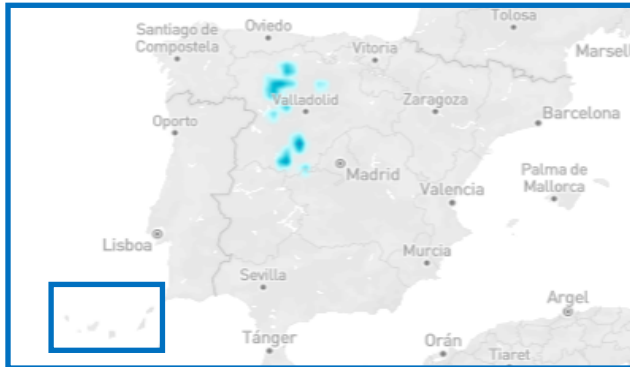 Tolosa
Oviedo
Santiago de
Compostela
Vitoria
Marsell
Valladolid
Zaragoza
Barcelona
Oporto
Madrid
Palma de
Mallorca
Valencia
Lisboa
Murcia
Sevilla
Argel
Tánger
Orán
Tiaret